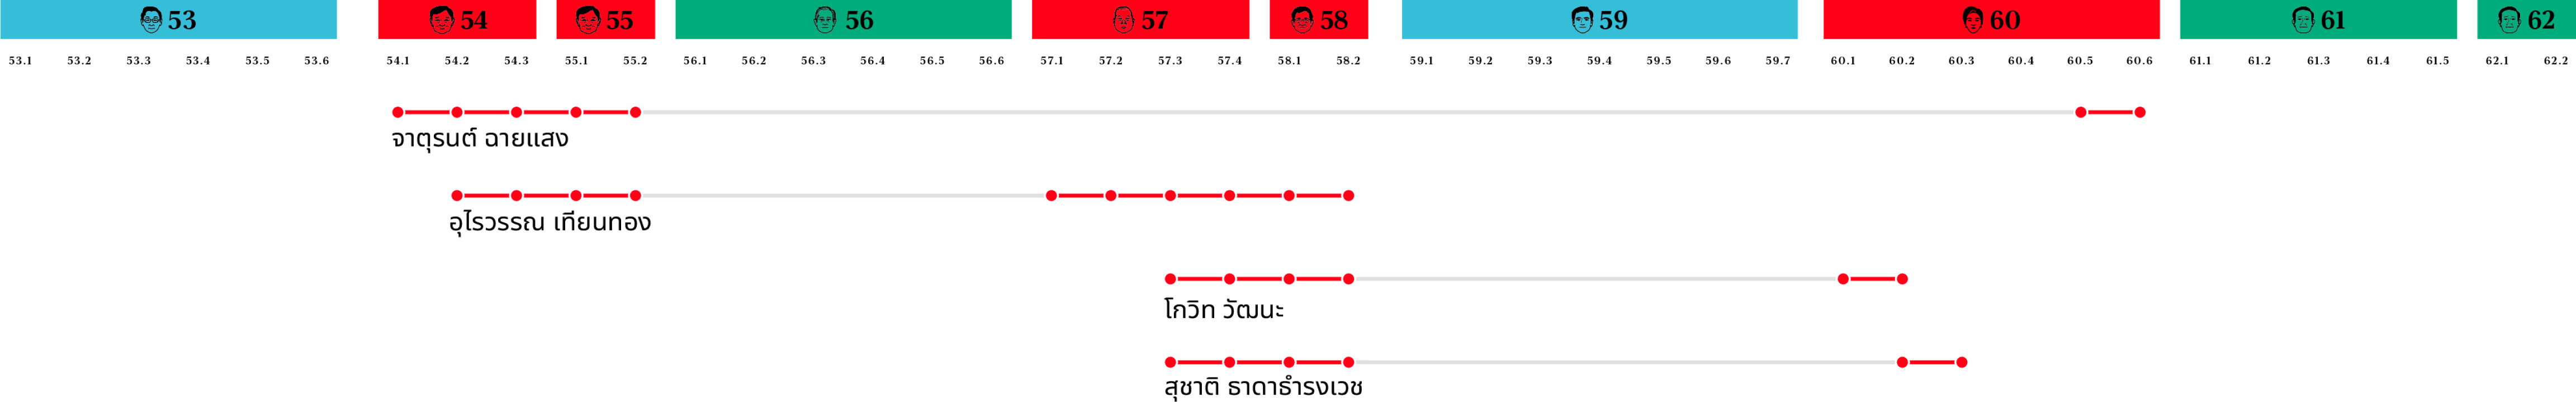 53 54 55 56 57 58 59 60 61 62
53.1 53.2 53.3 53.4 53.5 53.6 54.1 54.2 54.3 55.1 55.2 56.1 56.2 56.3 56.4 56.5 56.6 57.1 57.2 57.3 57.4 58.1 58.2 59.1 59.2 59.3 59.4 59.5 59.6 59.7 60.1 60.2 60.3 60.4 60.5 60.6 61.1 61.2 61.3 61.4 61.5 62.1 62.2
จาตุรนต์ ฉายแสง
อุไรวรรณ เทียนทอง
โกวิท วัฒนะ
สุชาติ ธาดาธำรงเวช